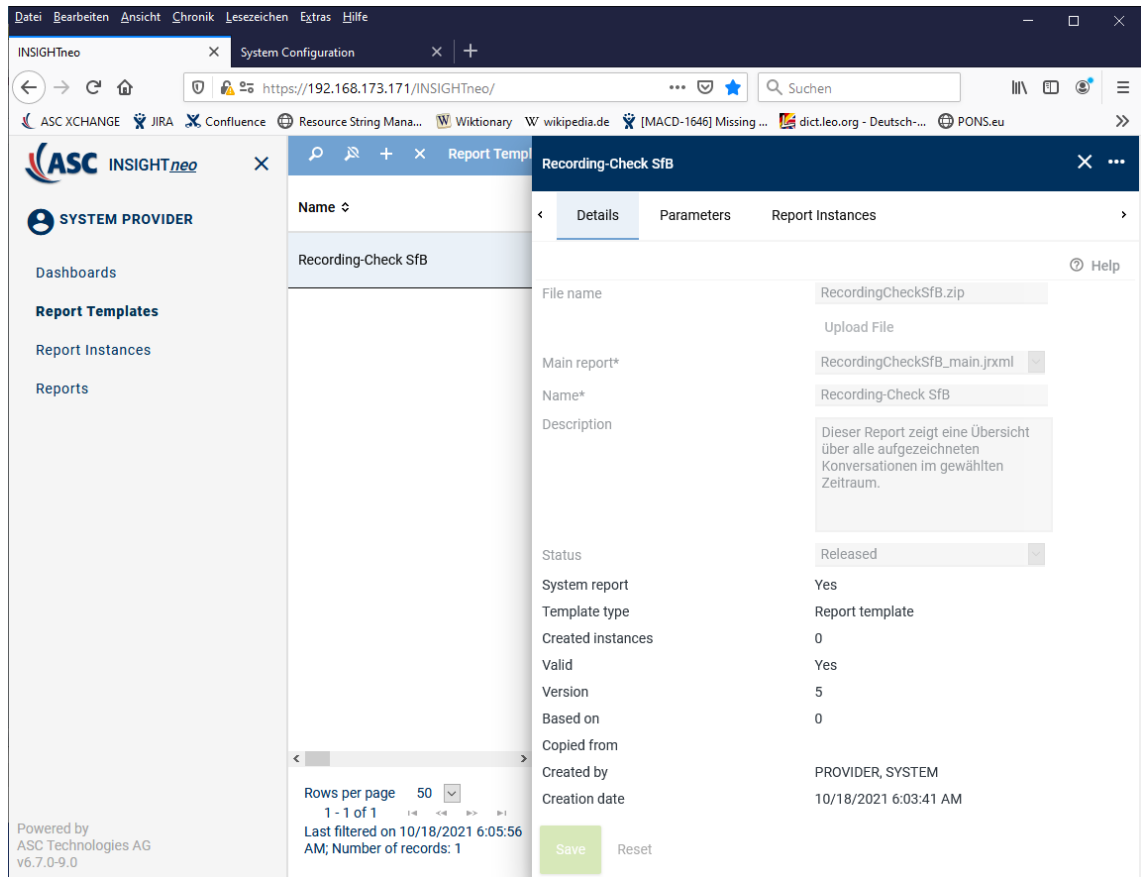 Datei Bearbeiten Ansicht Chronik Lesezeichen Extras Hilfe
INSIGHTneo
System Configuration
https://192.168.173.171/INSIGHTneo/
Suchen
ASC XCHANGE JIRA Confluence Resource String Mana... Wiktionary wikipedia.de [MACD-1646] Missing ... dict.leo.org - Deutsch-... PONS.eu
ASC INSIGHTneo
SYSTEM PROVIDER
Dashboards
Report Templates
Report Instances
Reports
Powered by
ASC Technologies AG
v6.7.0-9.0
Report Templ
Name
Recording-Check SfB
Rows per page 50
1 - 1 of 1
Last filtered on 10/18/2021 6:05:56
AM; Number of records: 1
Recording-Check SfB
Details Parameters Report Instances
Help
File name RecordingCheckSfB.zip
Upload File
Main report* RecordingCheckSfB_main.jrxml
Name* Recording-Check SfB
Description Dieser Report zeigt eine Übersicht
über alle aufgezeichneten
Konversationen im gewählten
Zeitraum.
Status Released
System report Yes
Template type Report template
Created instances 0
Valid Yes
Version 5
Based on 0
Copied from
Created by PROVIDER, SYSTEM
Creation date 10/18/2021 6:03:41 AM
Save Reset